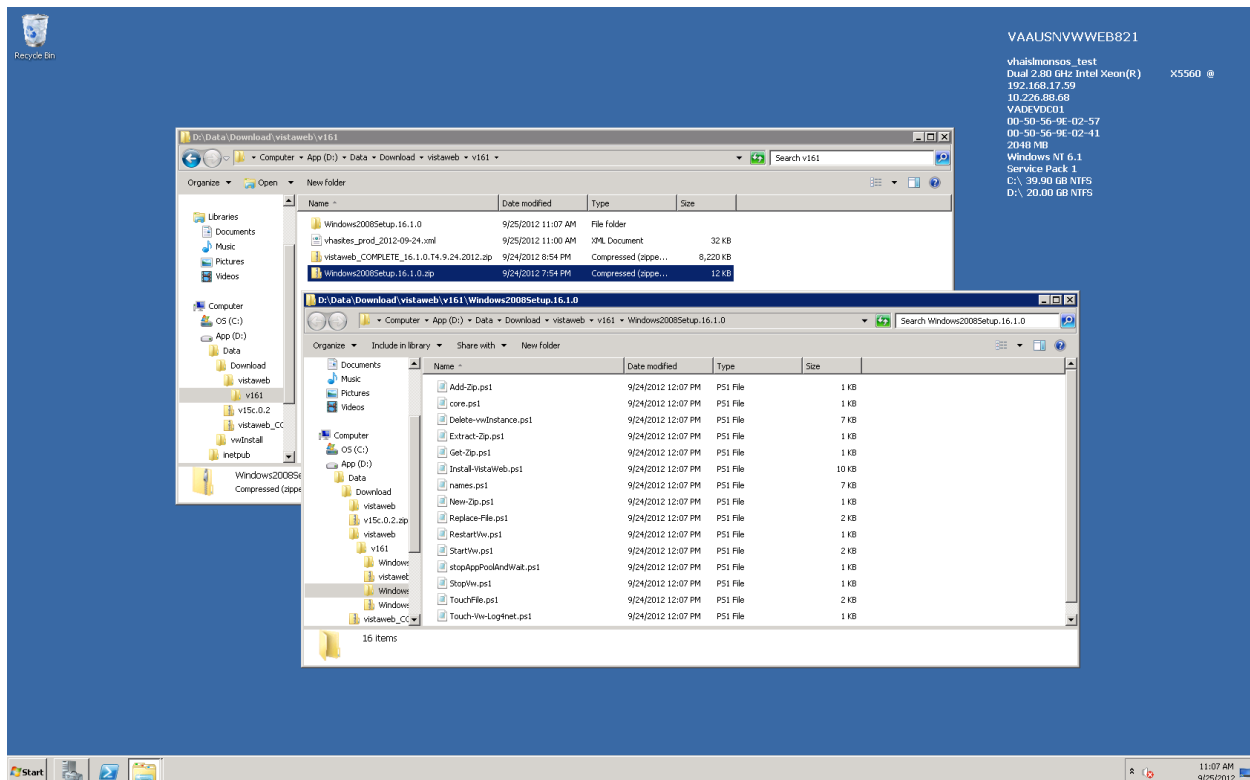 Recycle Bin
VAAUSNVWWEB821
vhaislmonsos_test
Dual 2.80 GHz Intel Xeon(R) X5560 @
192.168.17.59
10.226.88.68
VADEVDC01
00-50-56-9E-02-57
00-50-56-9E-02-41
2048 MB
Windows NT 6.1
Service Pack 1
C:\ 39.90 GB NTFS
D:\ 20.00 GB NTFS
D:\Data\Download\vistaweb\v161
Computer App (D:) Data Download vistaweb v161 Search v161
Organize Open New folder
Name Date modified Type Size
Libraries
Documents
Music
Pictures
Videos
Computer
OS (C:)
App (D:)
Data
Download
vistaweb
v161
v15c.0.2
vistaweb_CC
vwInstall
inetpub
Windows2008Setup.16.1.0 9/25/2012 11:07 AM File folder
vhasites_prod_2012-09-24.xml 9/25/2012 11:00 AM XML Document 32 KB
vistaweb_COMPLETE_16.1.0.T4.9.24.2012.zip 9/24/2012 8:54 PM Compressed (zippe... 8,220 KB
Windows2008Setup.16.1.0.zip 9/24/2012 7:54 PM Compressed (zippe... 12 KB
Windows2008Se
Compressed (zippe
D:\Data\Download\vistaweb\v161\Windows2008Setup.16.1.0
Computer App (D:) Data Download vistaweb v161 Windows2008Setup.16.1.0 Search Windows2008Setup.16.1.0
Organize Include in library Share with New folder
Name Date modified Type Size
Documents
Music
Pictures
Videos
Computer
OS (C:)
App (D:)
Data
Download
vistaweb
v15c.0.2.zip
vistaweb
v161
Windows
vistaweb
Windows
Windows
vistaweb_CC
Add-Zip.ps1 9/24/2012 12:07 PM PS1 File 1 KB
core.ps1 9/24/2012 12:07 PM PS1 File 1 KB
Delete-vwInstance.ps1 9/24/2012 12:07 PM PS1 File 7 KB
Extract-Zip.ps1 9/24/2012 12:07 PM PS1 File 1 KB
Get-Zip.ps1 9/24/2012 12:07 PM PS1 File 1 KB
Install-VistaWeb.ps1 9/24/2012 12:07 PM PS1 File 10 KB
names.ps1 9/24/2012 12:07 PM PS1 File 7 KB
New-Zip.ps1 9/24/2012 12:07 PM PS1 File 1 KB
Replace-File.ps1 9/24/2012 12:07 PM PS1 File 2 KB
RestartVw.ps1 9/24/2012 12:07 PM PS1 File 1 KB
StartVw.ps1 9/24/2012 12:07 PM PS1 File 2 KB
stopAppPoolAndWait.ps1 9/24/2012 12:07 PM PS1 File 1 KB
StopVw.ps1 9/24/2012 12:07 PM PS1 File 1 KB
TouchFile.ps1 9/24/2012 12:07 PM PS1 File 2 KB
Touch-Vw-Log4net.ps1 9/24/2012 12:07 PM PS1 File 1 KB
16 items
Start
11:07 AM
9/25/2012